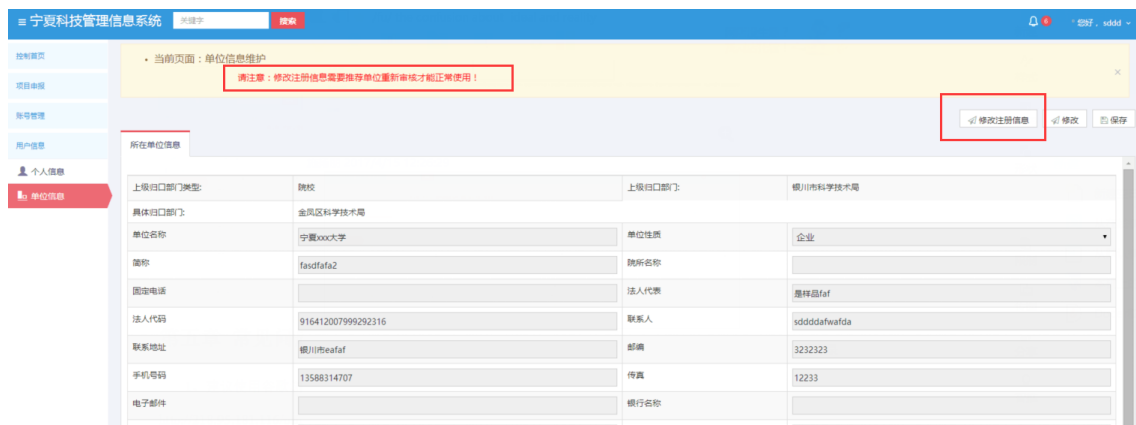 宁夏科技管理信息系统 关键字 搜索 6 您好，sddd
控制首页
项目申报
账号管理
用户信息
个人信息
单位信息
当前页面：单位信息维护
请注意：修改注册信息需要推荐单位重新审核才能正常使用！
修改注册信息 修改 保存
所在单位信息
上级归口部门类型: 院校 上级归口部门: 银川市科学技术局
具体归口部门: 金凤区科学技术局
单位名称 宁夏xxx大学 单位性质 企业
简称 fasdfafa2 院所名称
固定电话 法人代表 是样品faf
法人代码 916412007999292316 联系人 sddddafwafda
联系地址 银川市eafaf 邮编 3232323
手机号码 13588314707 传真 12233
电子邮件 银行名称